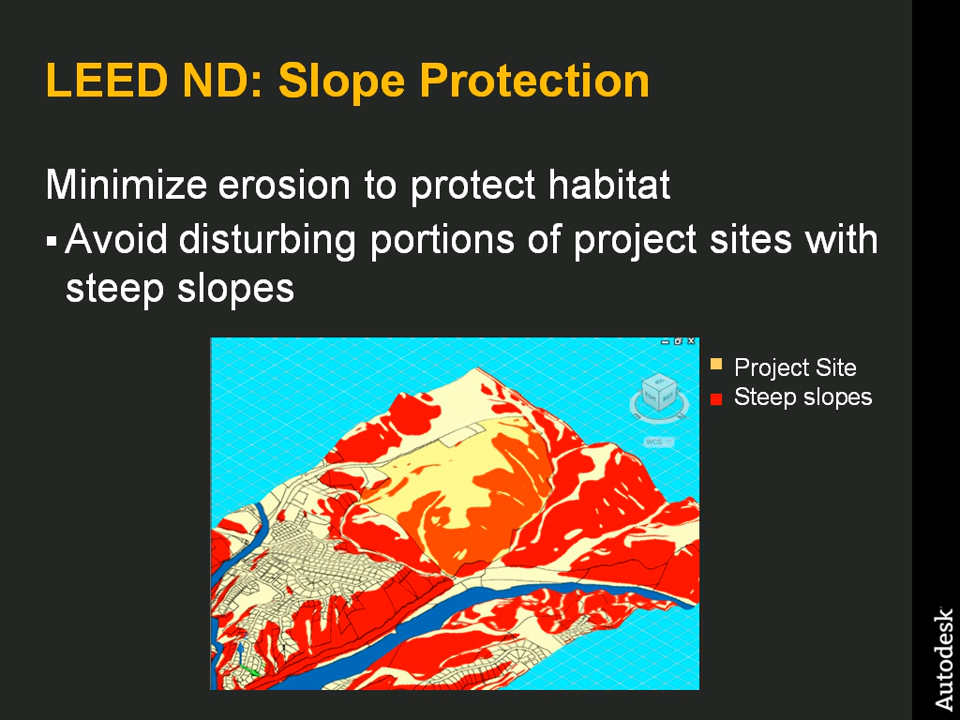 LEED ND: Slope Protection
Minimize erosion to protect habitat
▪ Avoid disturbing portions of project sites with
steep slopes
Project Site
Steep slopes
WCS
Autodesk